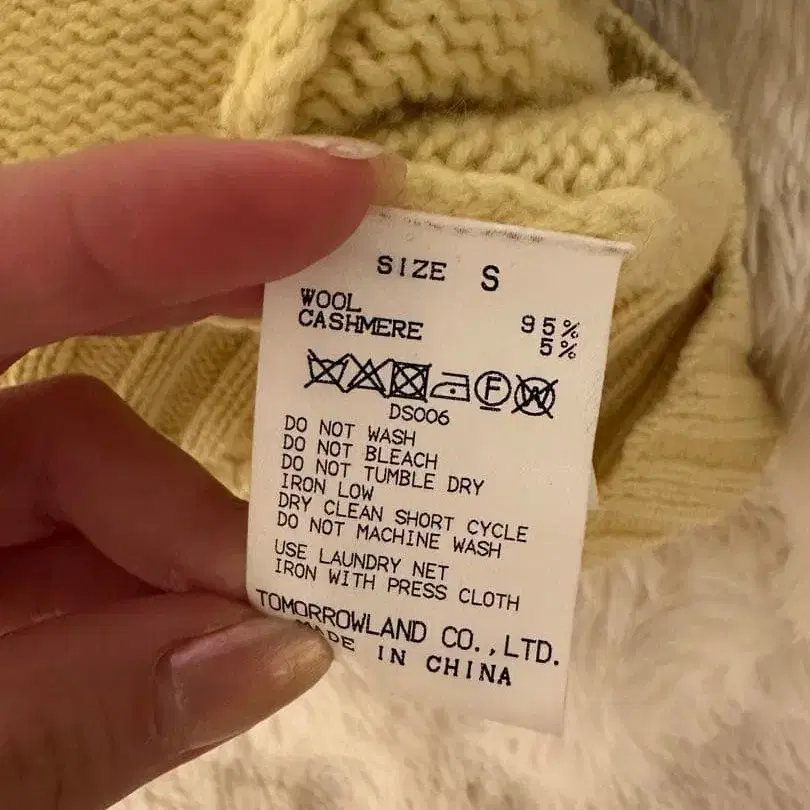 SIZE S
WOOL 95%
CASHMERE 5%
F W
DS006
DO NOT WASH
DO NOT BLEACH
DO NOT TUMBLE DRY
IRON LOW
DRY CLEAN SHORT CYCLE
DO NOT MACHINE WASH
USE LAUNDRY NET
IRON WITH PRESS CLOTH
TOMORROWLAND CO.,LTD.
MADE IN CHINA